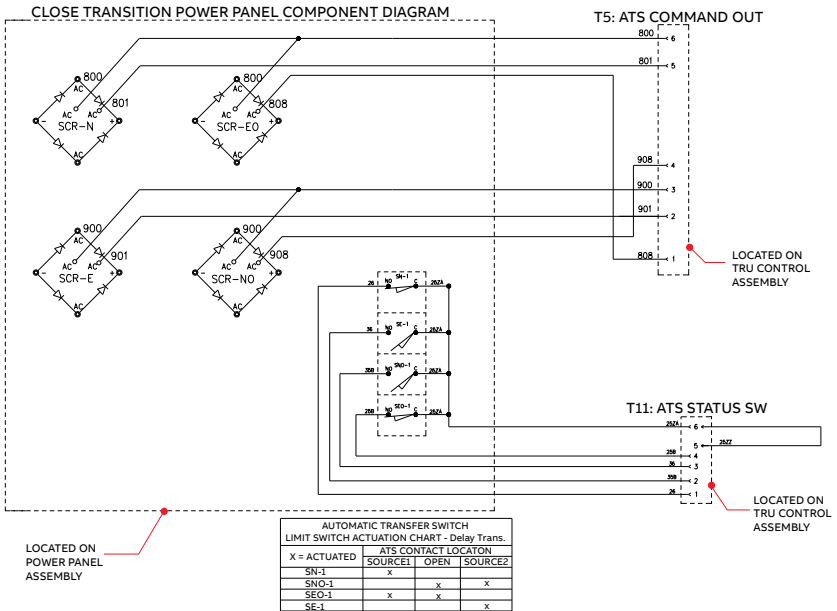 CLOSE TRANSITION POWER PANEL COMPONENT DIAGRAM
T5: ATS COMMAND OUT
800
6
801
5
800
AC
801
AC
AC
-
+
SCR-N
AC
800
AC
808
AC
AC
-
+
SCR-EO
AC
908
4
900
3
901
2
808
1
LOCATED ON
TRU CONTROL
ASSEMBLY
900
AC
901
AC
AC
-
+
SCR-E
AC
900
AC
908
AC
AC
-
+
SCR-NO
AC
SN-1
26
NO
C
26ZA
SE-1
36
NO
C
26ZA
SNO-1
35B
NO
C
26ZA
SEO-1
25B
NO
C
26ZA
T11: ATS STATUS SW
25ZA
6
5
26ZZ
25B
4
36
3
35B
2
26
1
LOCATED ON
TRU CONTROL
ASSEMBLY
LOCATED ON
POWER PANEL
ASSEMBLY
AUTOMATIC TRANSFER SWITCH
LIMIT SWITCH ACTUATION CHART - Delay Trans.
X = ACTUATED
ATS CONTACT LOCATON
SOURCE1 OPEN SOURCE2
SN-1 x
SNO-1 x x
SEO-1 x x
SE-1 x